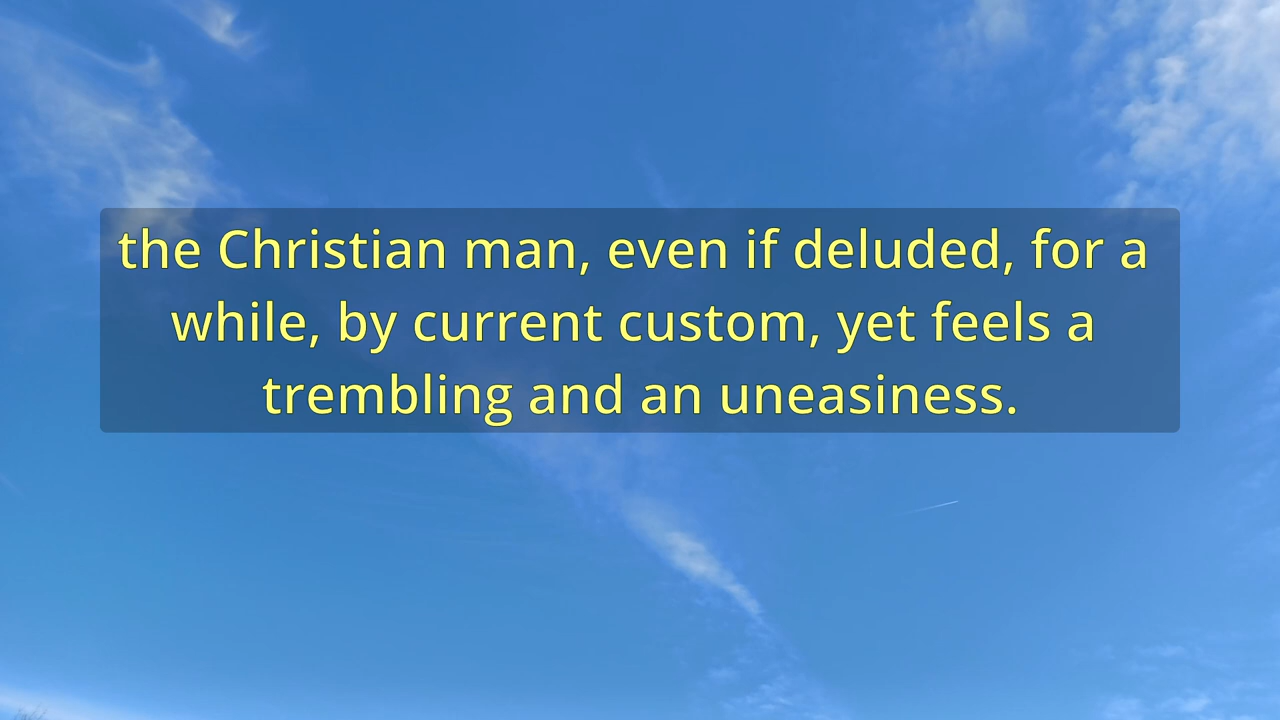 the Christian man, even if deluded, for a
while, by current custom, yet feels a
trembling and an uneasiness.